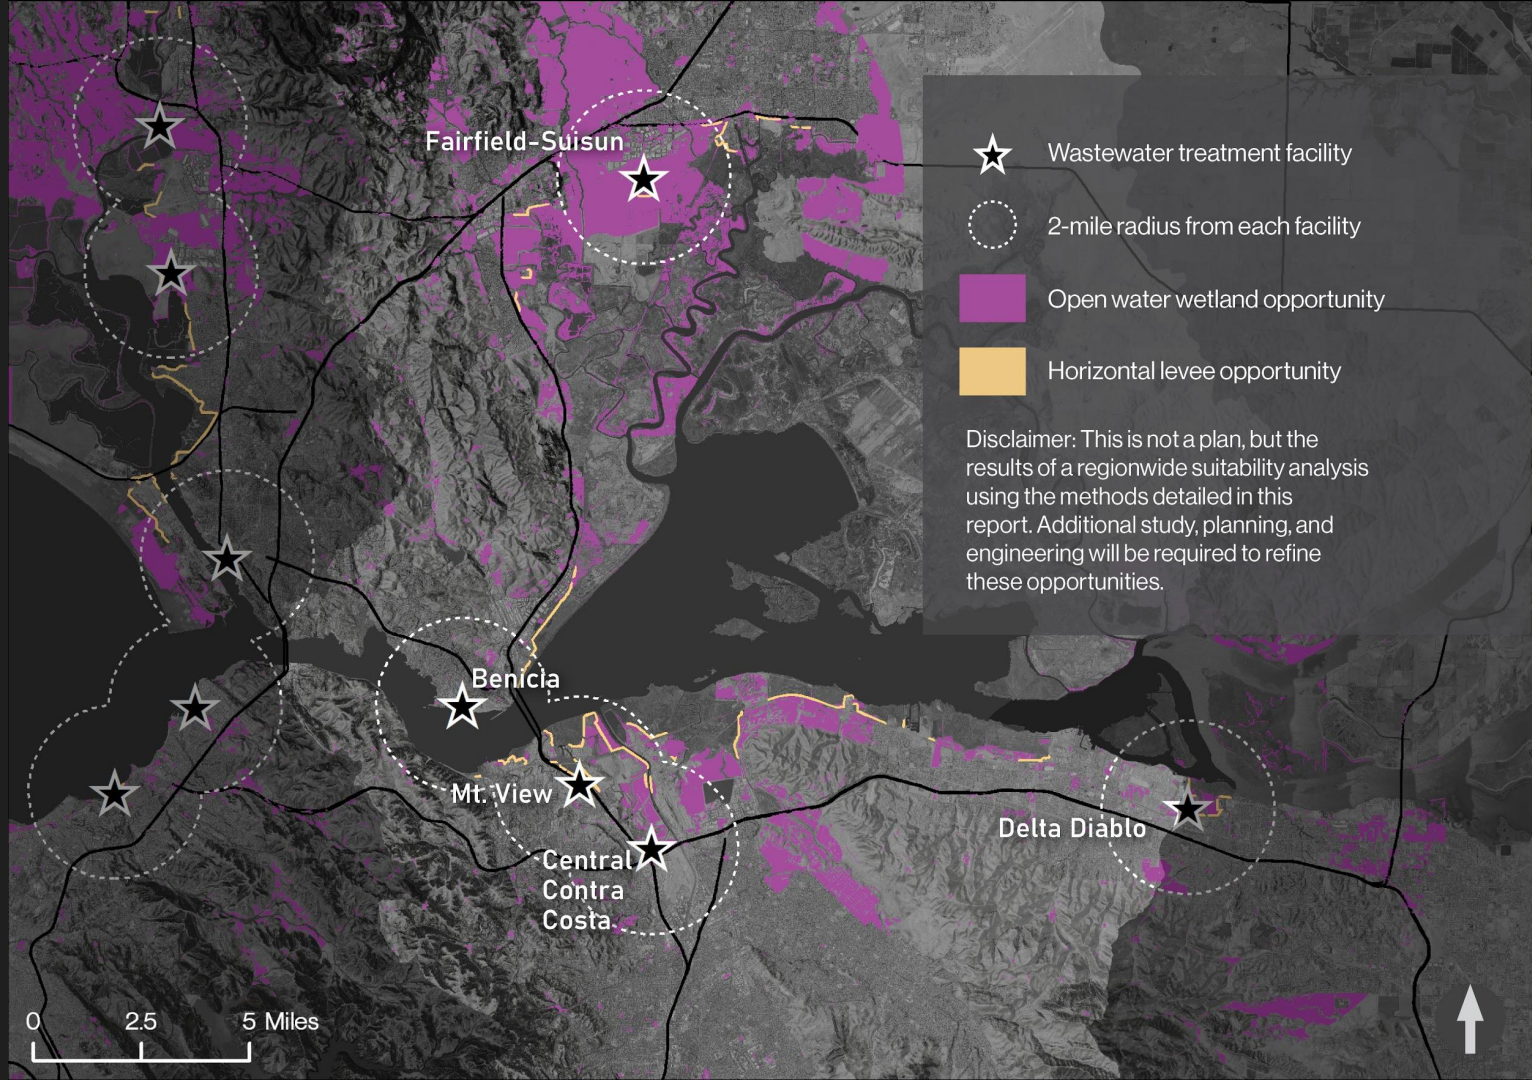 Fairfield-Suisun
Wastewater treatment facility
2-mile radius from each facility
Open water wetland opportunity
Horizontal levee opportunity
Disclaimer: This is not a plan, but the
results of a regionwide suitability analysis
using the methods detailed in this
report. Additional study, planning, and
engineering will be required to refine
these opportunities.
Benicia
Mt. View
Delta Diablo
Central
Contra
Costa
0 2.5 5 Miles